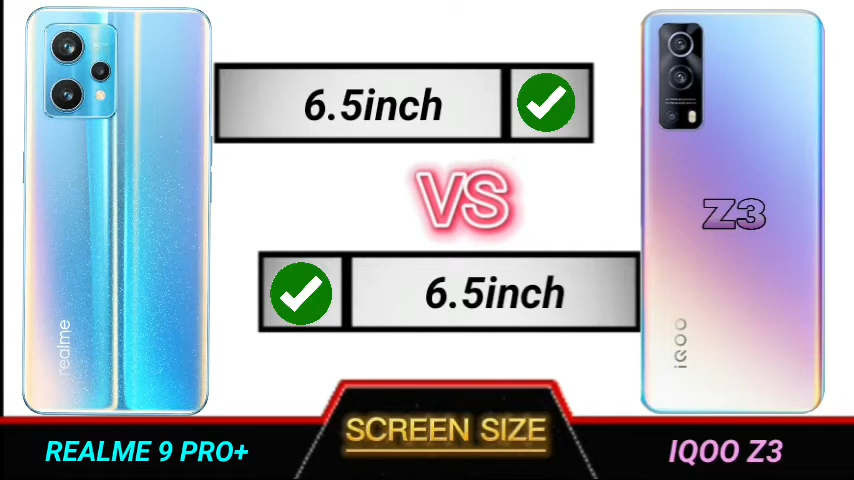 realme
6.5inch
VS
Z3
6.5inch
iQOO
SCREEN SIZE
REALME 9 PRO+
IQOO Z3